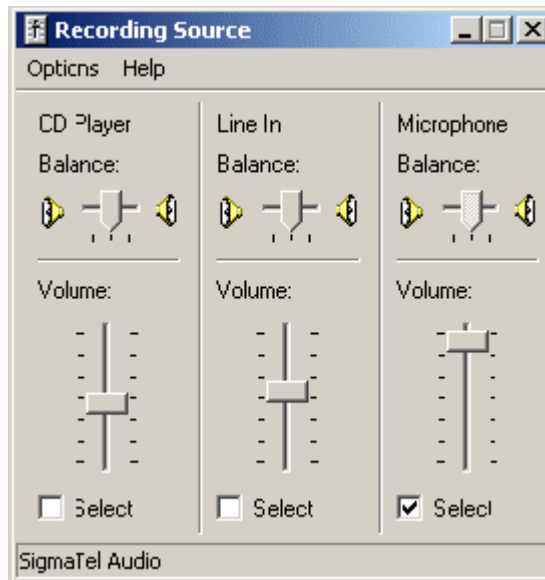 Recording Source
Options Help
CD Player Line In Microphone
Balance: Balance: Balance:
Volume: Volume: Volume:
Select Select Select
SigmaTel Audio